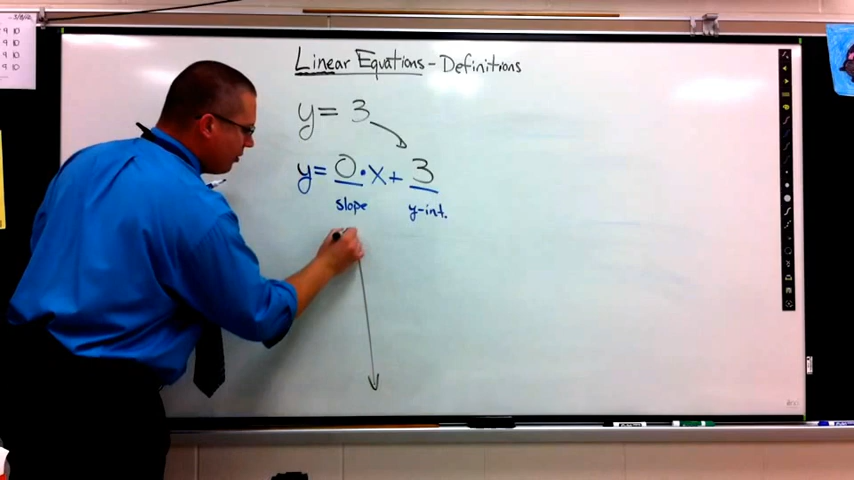 Linear Equations - Definitions
y = 3
y = 0 · x + 3
slope y-int.